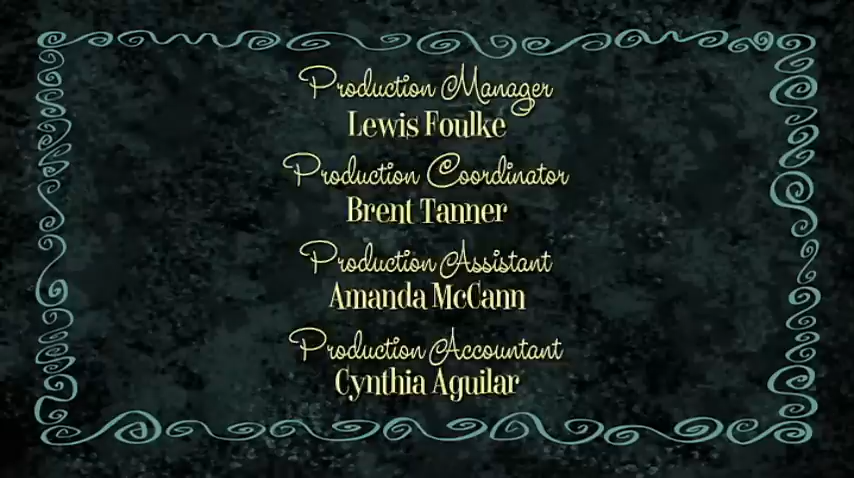 Production Manager
Lewis Foulke
Production Coordinator
Brent Tanner
Production Assistant
Amanda McCann
Production Accountant
Cynthia Aguilar